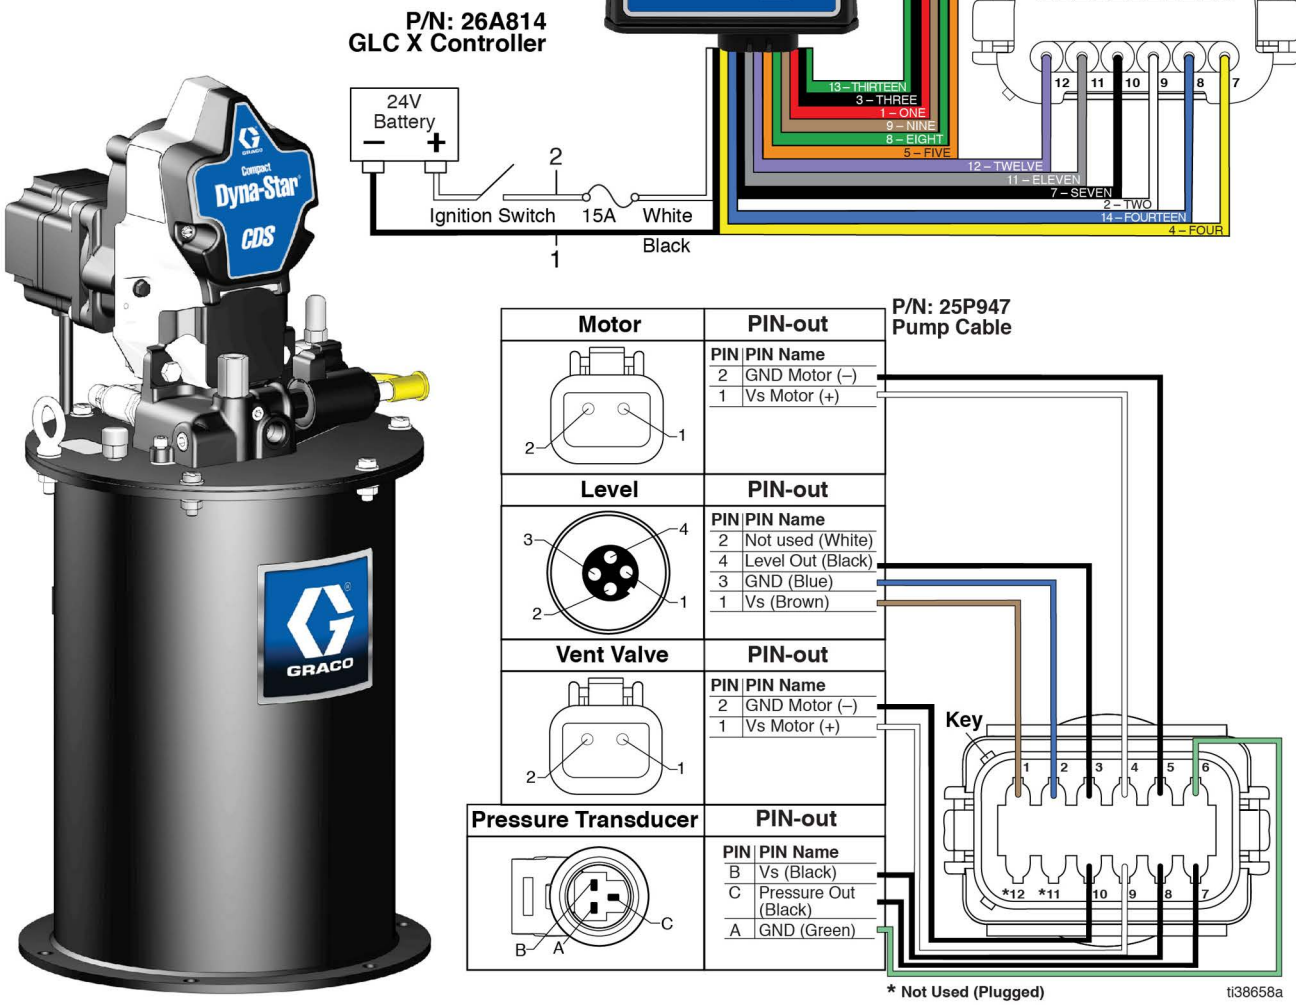 P/N: 26A814
GLC X Controller
24V
Battery
– +
2
Ignition Switch 15A White
Black
1
13 – THIRTEEN
3 – THREE
1 – ONE
9 – NINE
8 – EIGHT
5 – FIVE
12 – TWELVE
11 – ELEVEN
7 – SEVEN
2 – TWO
14 – FOURTEEN
4 – FOUR
12 11 10 9 8 7
G
GRACO
Compact
Dyna-Star®
CDS
G®
GRACO
P/N: 25P947
Pump Cable
Motor PIN-out
PIN PIN Name
2 GND Motor (–)
1 Vs Motor (+)
2 1
Level PIN-out
PIN PIN Name
2 Not used (White)
4 Level Out (Black)
3 GND (Blue)
1 Vs (Brown)
3 4
2 1
Vent Valve PIN-out
PIN PIN Name
2 GND Motor (–)
1 Vs Motor (+)
2 1
Pressure Transducer PIN-out
PIN PIN Name
B Vs (Black)
C Pressure Out
(Black)
A GND (Green)
B A C
Key
1 2 3 4 5 6
*12 *11 10 9 8 7
* Not Used (Plugged)
ti38658a